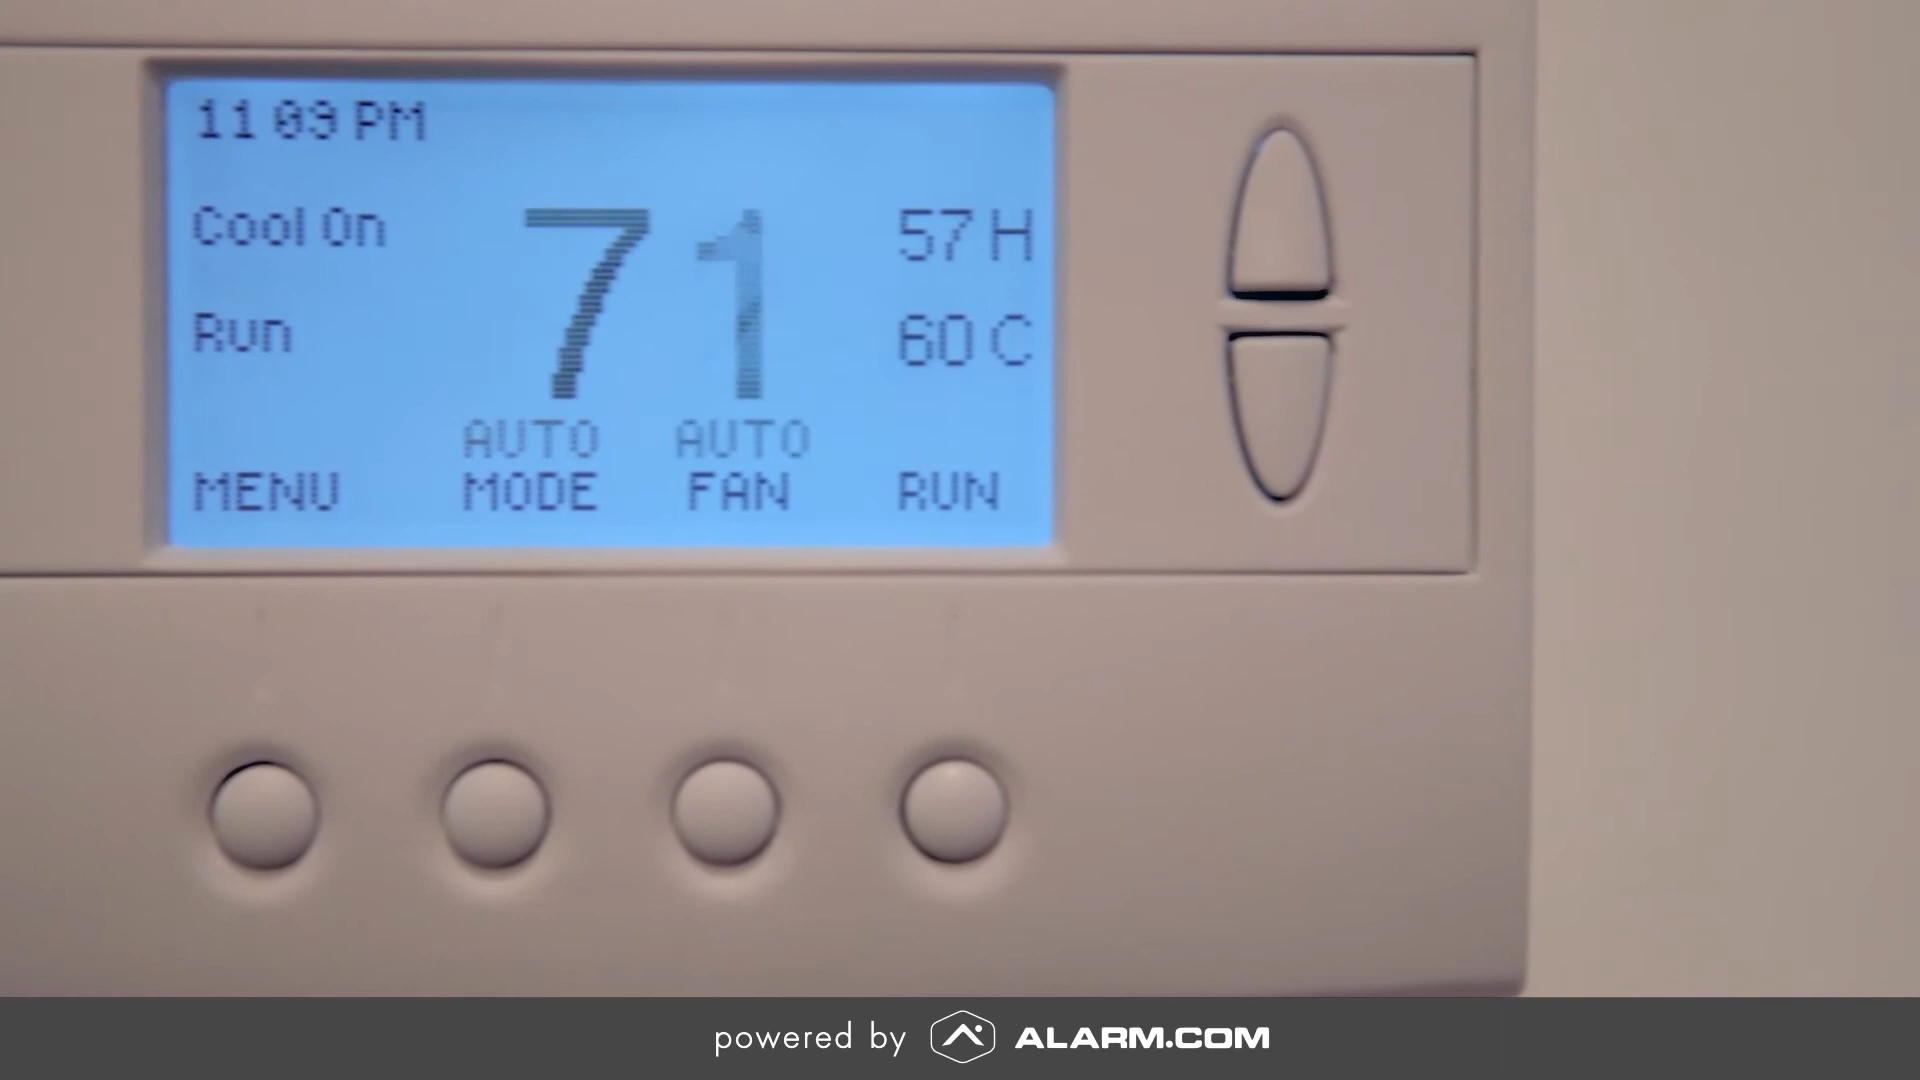 11 09 PM
Cool On
71
57 H
Run
60 C
AUTO AUTO
MENU MODE FAN RUN
powered by ALARM.COM